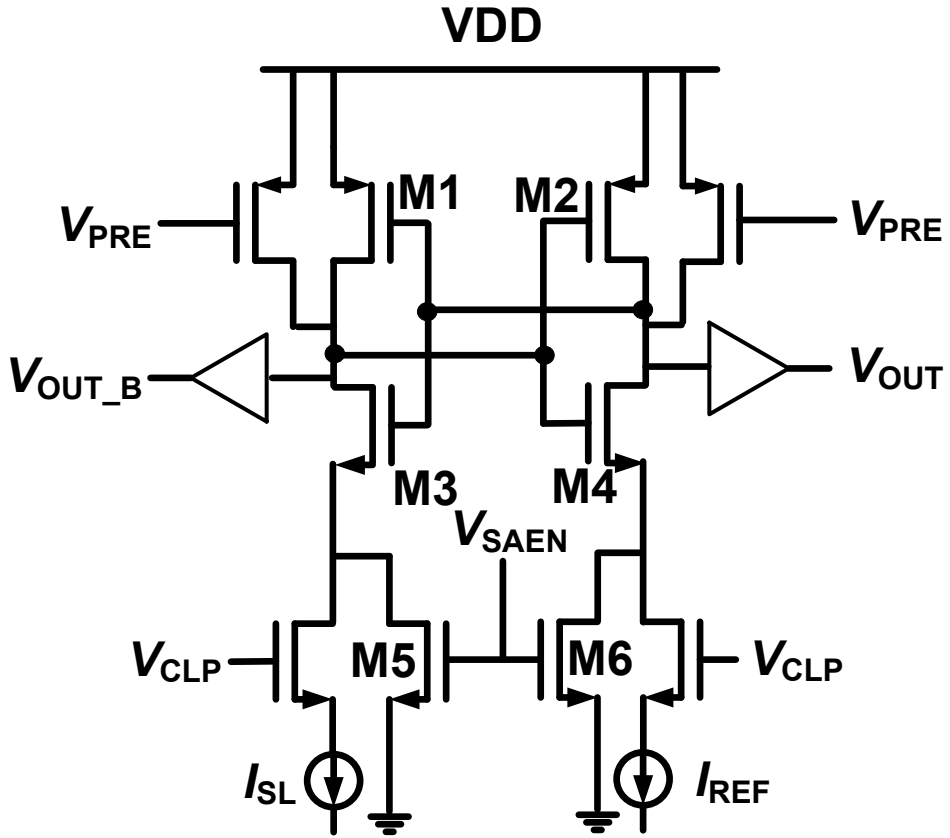 VDD
M1 M2
VPRE VPRE
VOUT_B VOUT
M3 M4
VSAEN
VCLP M5 M6 VCLP
ISL IREF